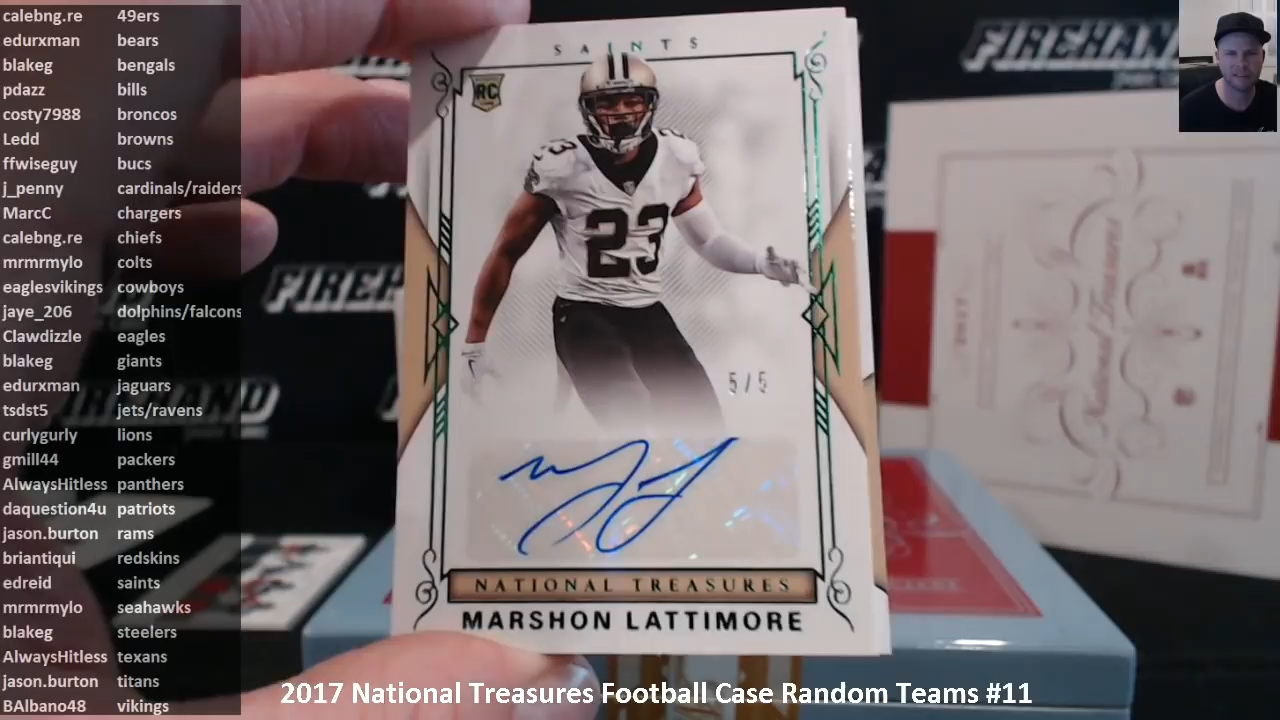 calebng.re 49ers
edurxman bears
blakeg bengals
pdazz bills
costy7988 broncos
Ledd browns
ffwiseguy bucs
j_penny cardinals/raiders
MarcC chargers
calebng.re chiefs
mrmrmylo colts
eaglesvikings cowboys
jaye_206 dolphins/falcons
Clawdizzle eagles
blakeg giants
edurxman jaguars
tsdst5 jets/ravens
curlygurly lions
gmill44 packers
AlwaysHitless panthers
daquestion4u patriots
jason.burton rams
briantiqui redskins
edreid saints
mrmrmylo seahawks
blakeg steelers
AlwaysHitless texans
jason.burton titans
BAlbano48 vikings
SAINTS
RC
23
23
5/5
NATIONAL TREASURES
MARSHON LATTIMORE
FIREHAND
FIREHAND
FIREHAND
2017
National Treasures
2017 National Treasures Football Case Random Teams #11